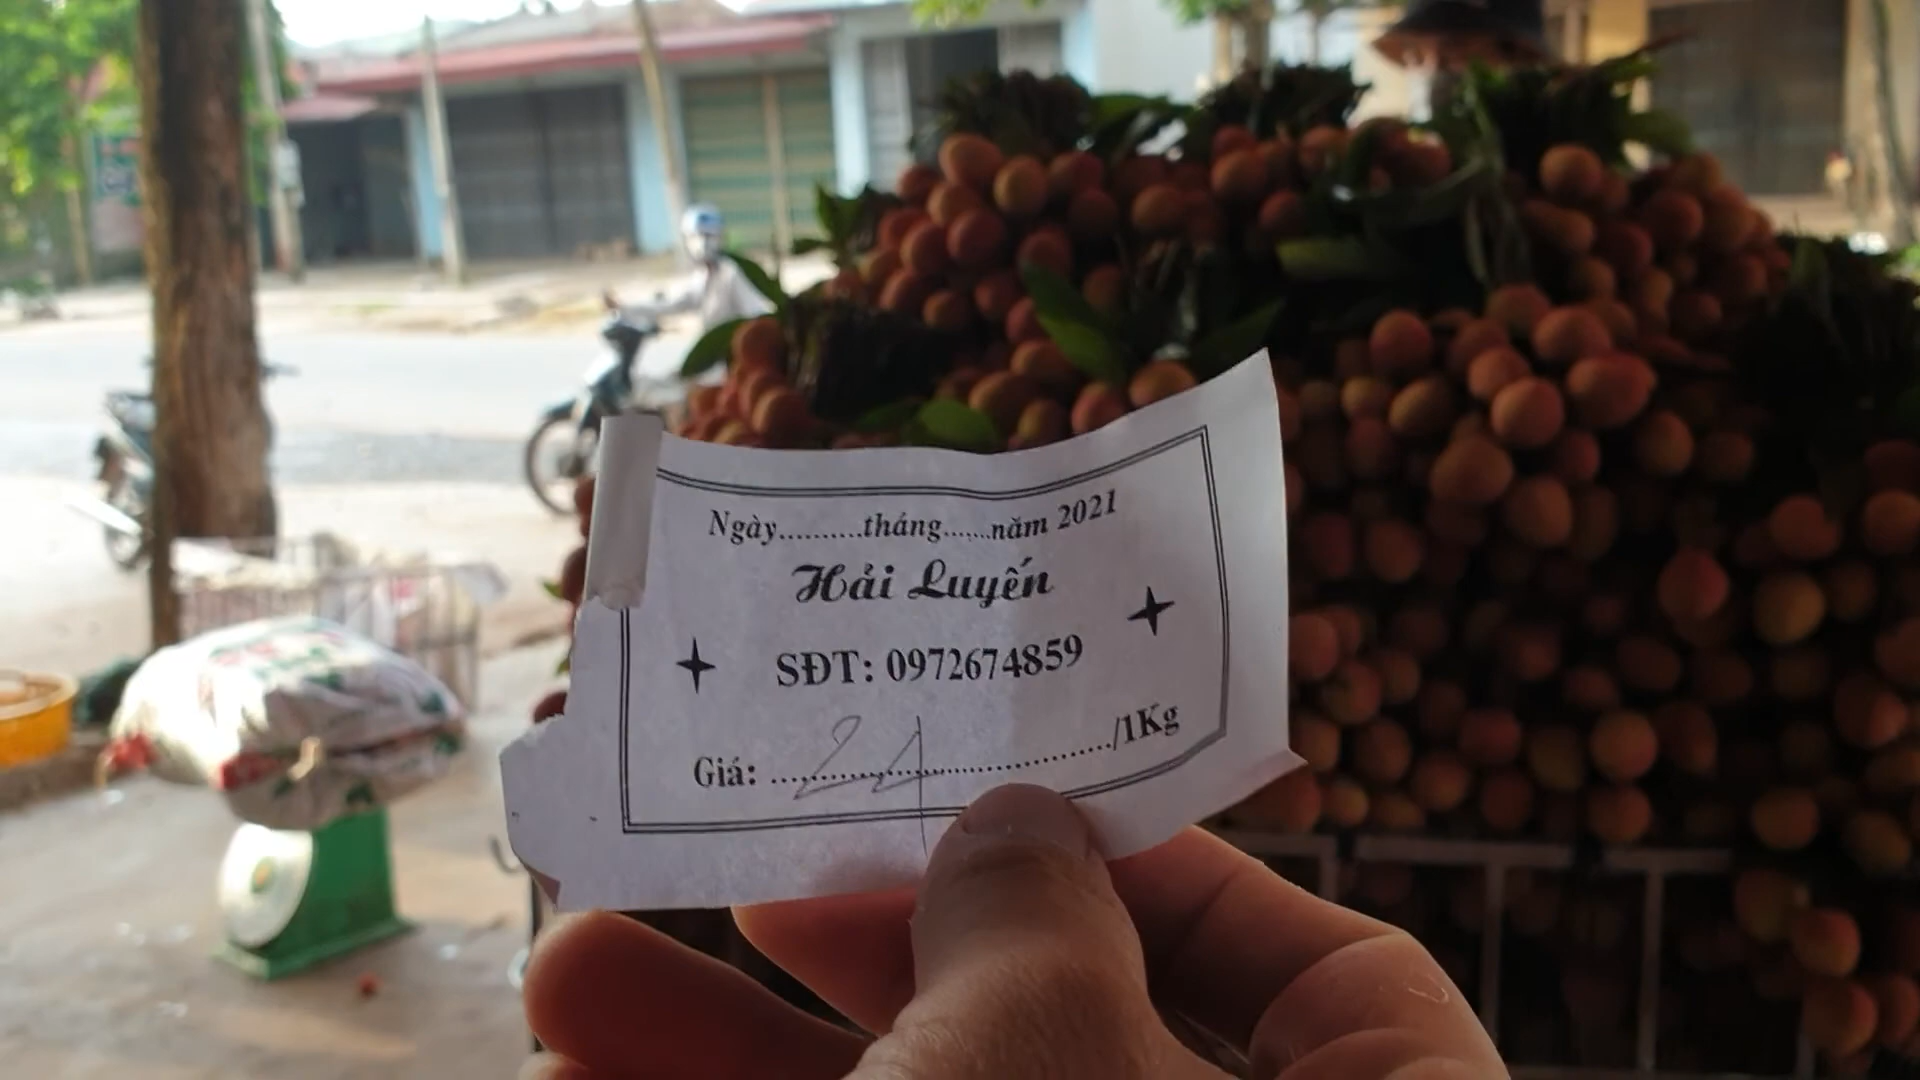 Ngày..........tháng.......năm 2021
Hải Luyến
SĐT: 0972674859
Giá: ...24.............................../1Kg